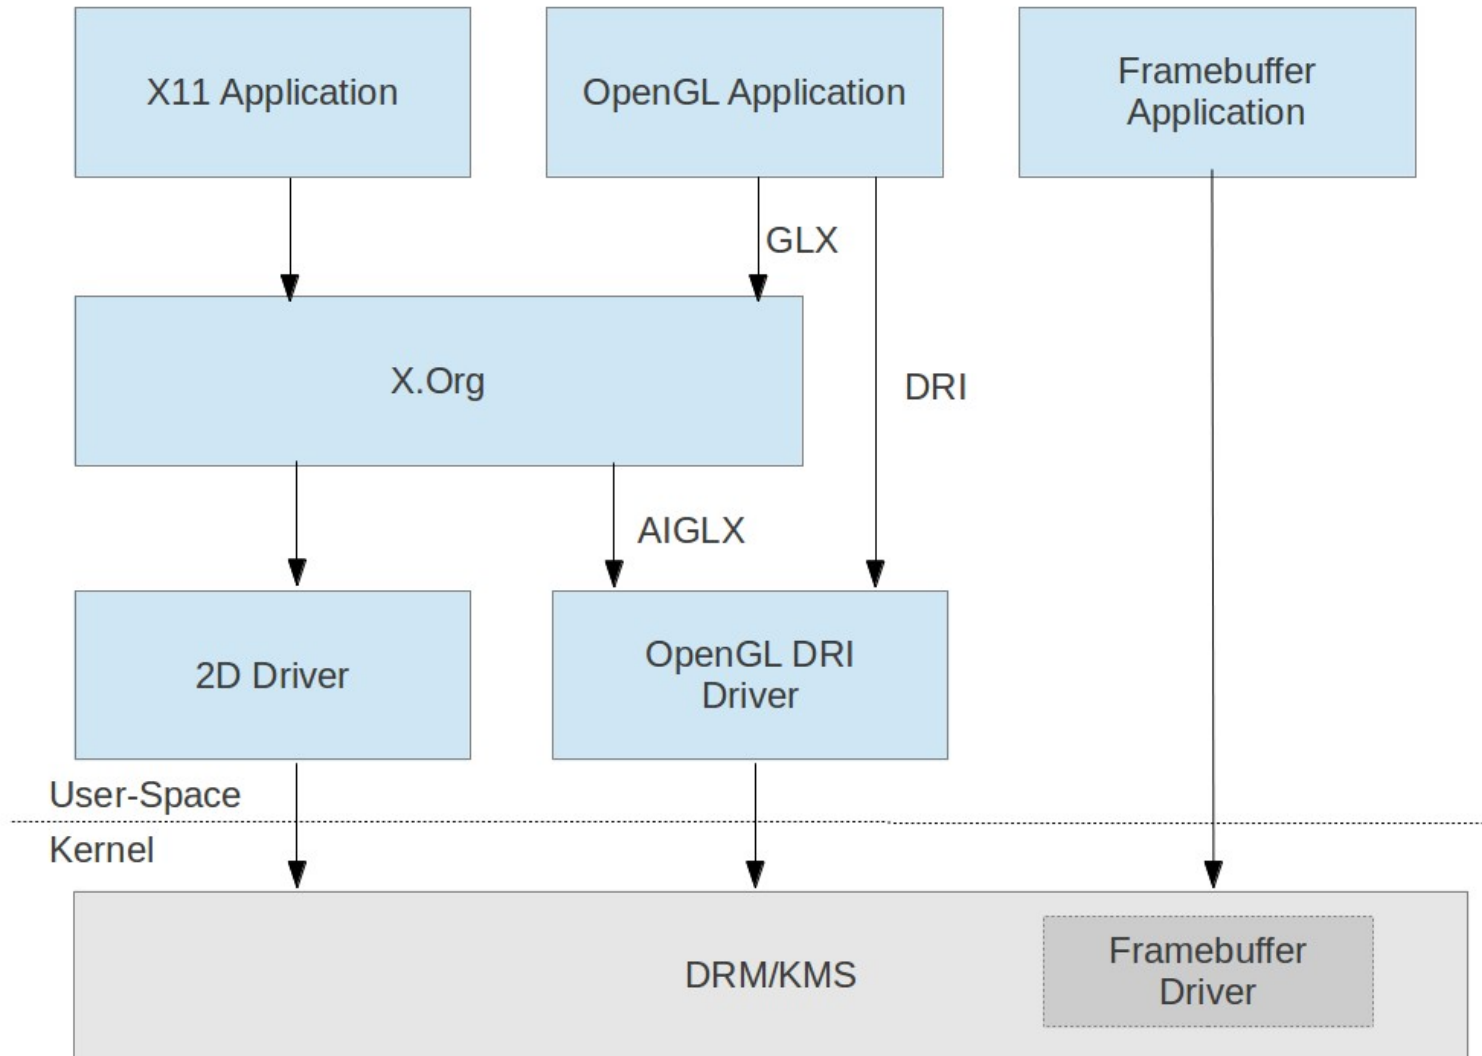 X11 Application
OpenGL Application
Framebuffer
Application
GLX
X.Org
DRI
AIGLX
2D Driver
OpenGL DRI
Driver
User-Space
Kernel
DRM/KMS
Framebuffer
Driver